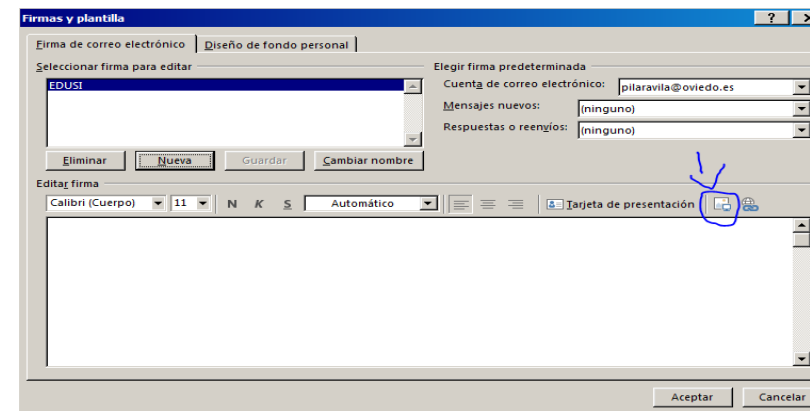 Firmas y plantilla
Firma de correo electrónico Diseño de fondo personal
Seleccionar firma para editar
EDUSI
Eliminar Nueva Guardar Cambiar nombre
Elegir firma predeterminada
Cuenta de correo electrónico: pilaravila@oviedo.es
Mensajes nuevos: (ninguno)
Respuestas o reenvíos: (ninguno)
Editar firma
Calibri (Cuerpo) 11 N K S Automático Tarjeta de presentación
Aceptar Cancelar